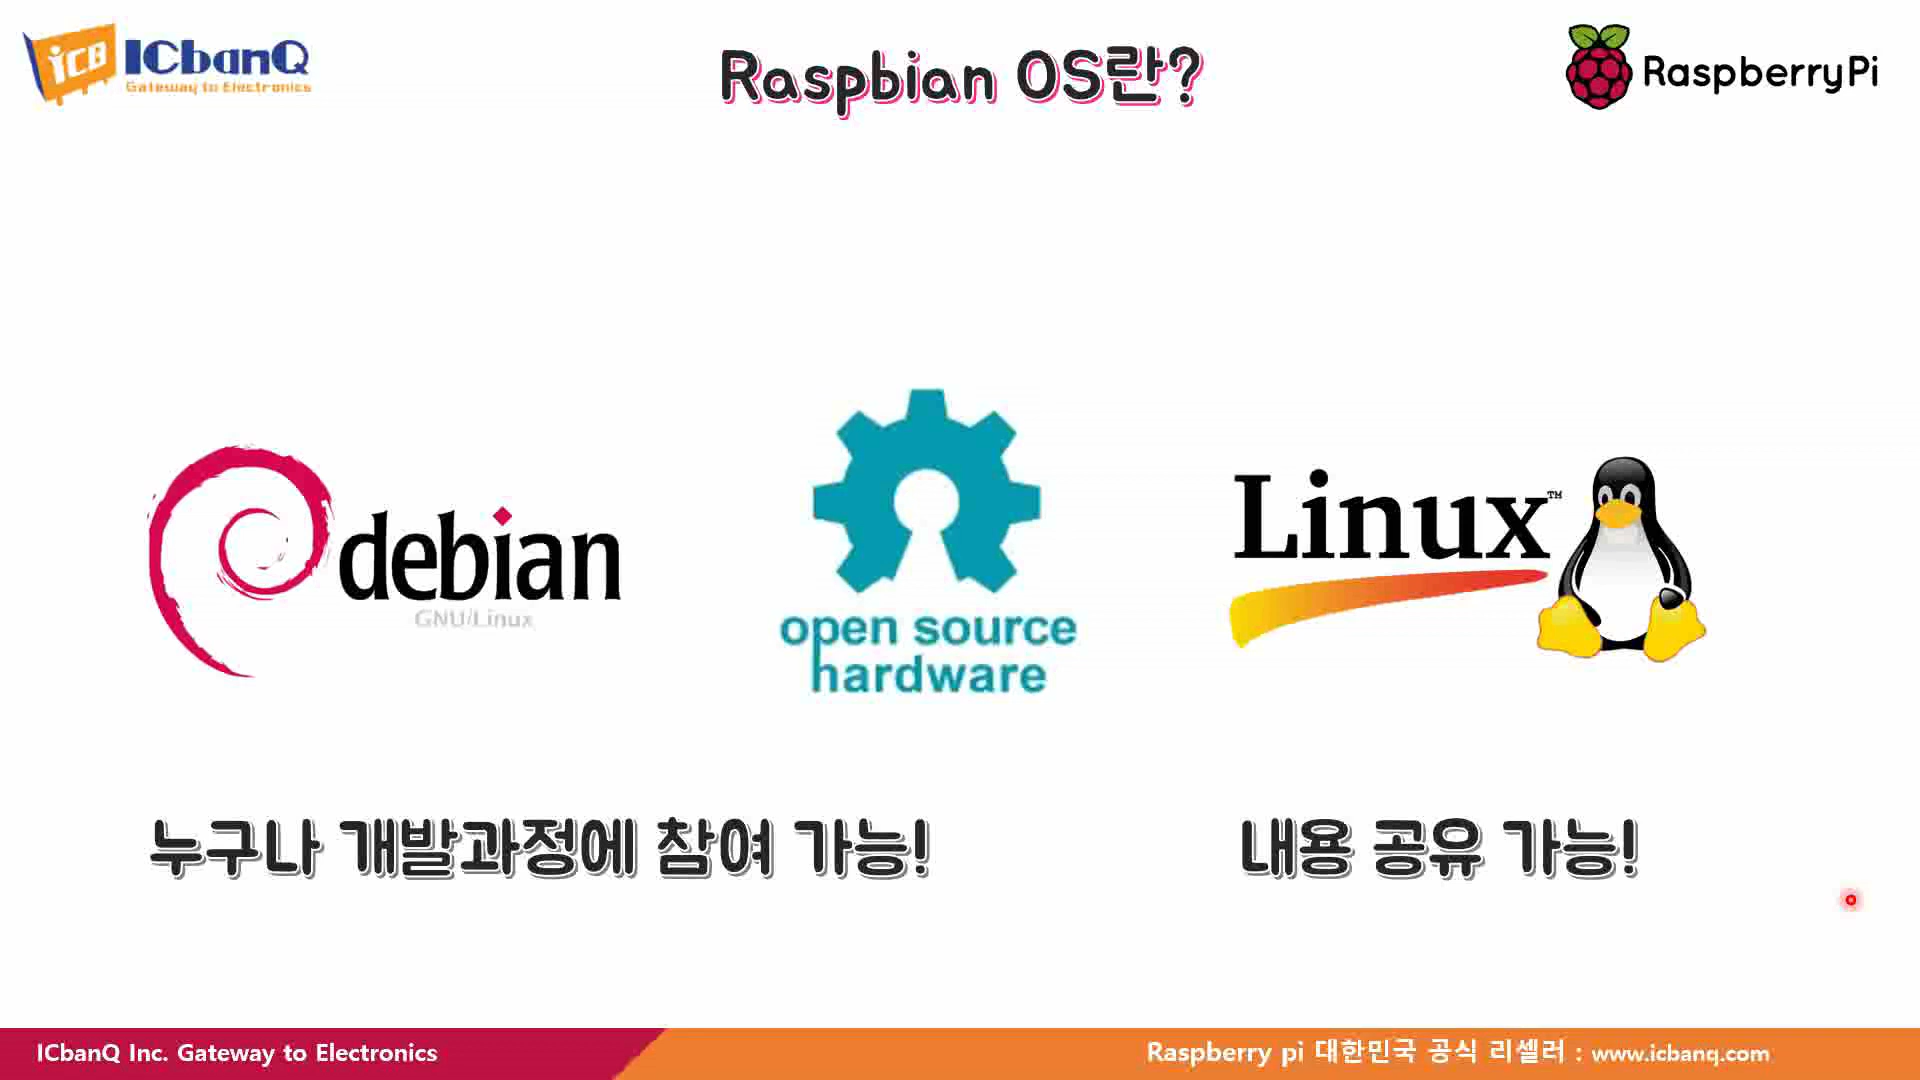 iCB ICbanQ
Gateway to Electronics
Raspbian OS란?
RaspberryPi
debian
GNU/Linux
open source
hardware
Linux™
누구나 개발과정에 참여 가능!
내용 공유 가능!
ICbanQ Inc. Gateway to Electronics
Raspberry pi 대한민국 공식 리셀러 : www.icbanq.com